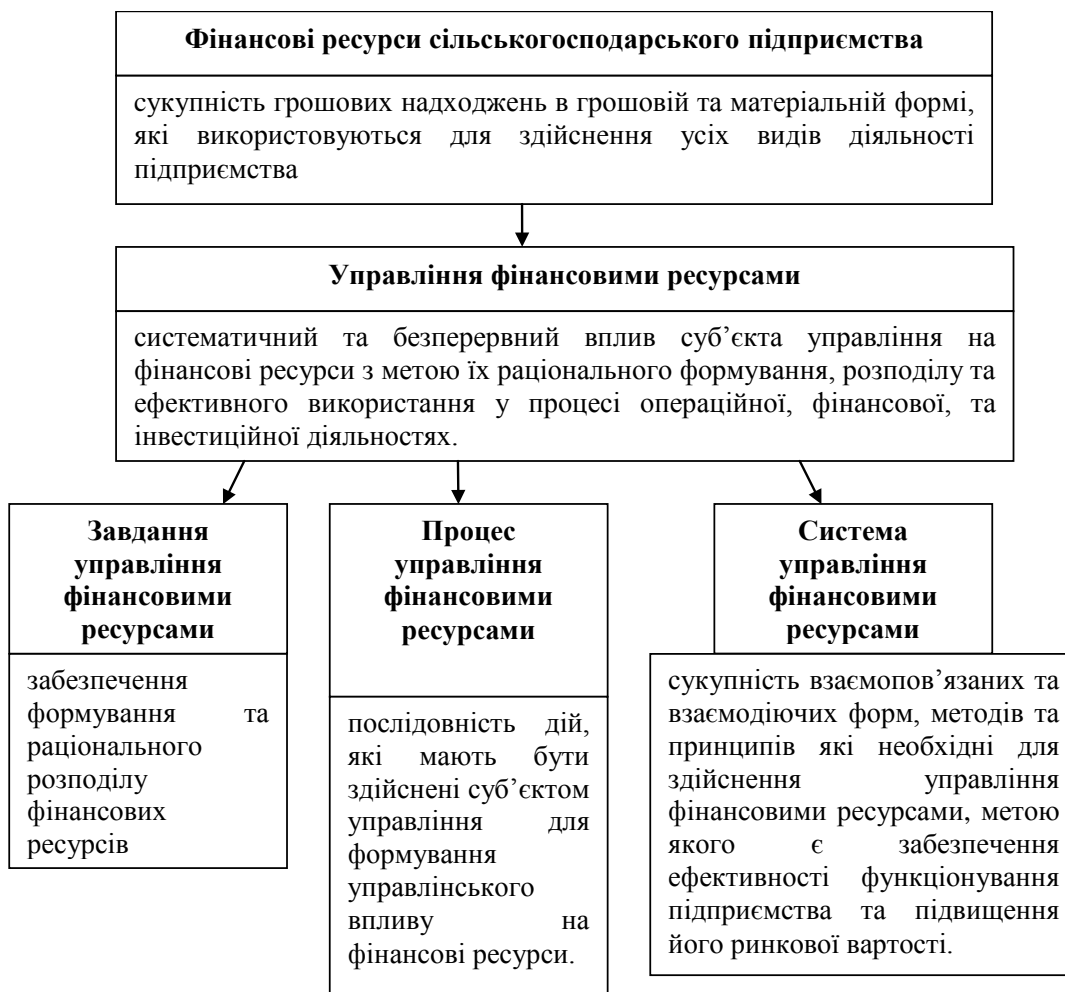 Фінансові ресурси сільськогосподарського підприємства
сукупність грошових надходжень в грошовій та матеріальній формі,
які використовуються для здійснення усіх видів діяльності
підприємства
Управління фінансовими ресурсами
систематичний та безперервний вплив суб’єкта управління на
фінансові ресурси з метою їх раціонального формування, розподілу та
ефективного використання у процесі операційної, фінансової, та
інвестиційної діяльностях.
Завдання
управління
фінансовими
ресурсами
забезпечення
формування та
раціонального
розподілу
фінансових
ресурсів
Процес
управління
фінансовими
ресурсами
послідовність дій,
які мають бути
здійснені суб’єктом
управління для
формування
управлінського
впливу на
фінансові ресурси.
Система
управління
фінансовими
ресурсами
сукупність взаємопов’язаних та
взаємодіючих форм, методів та
принципів які необхідні для
здійснення управління
фінансовими ресурсами, метою
якого є забезпечення
ефективності функціонування
підприємства та підвищення
його ринкової вартості.